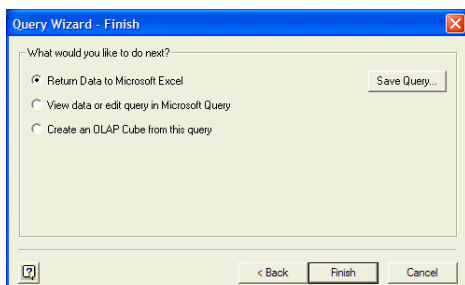 Query Wizard - Finish
What would you like to do next?
Return Data to Microsoft Excel
Save Query...
View data or edit query in Microsoft Query
Create an OLAP Cube from this query
?
< Back
Finish
Cancel